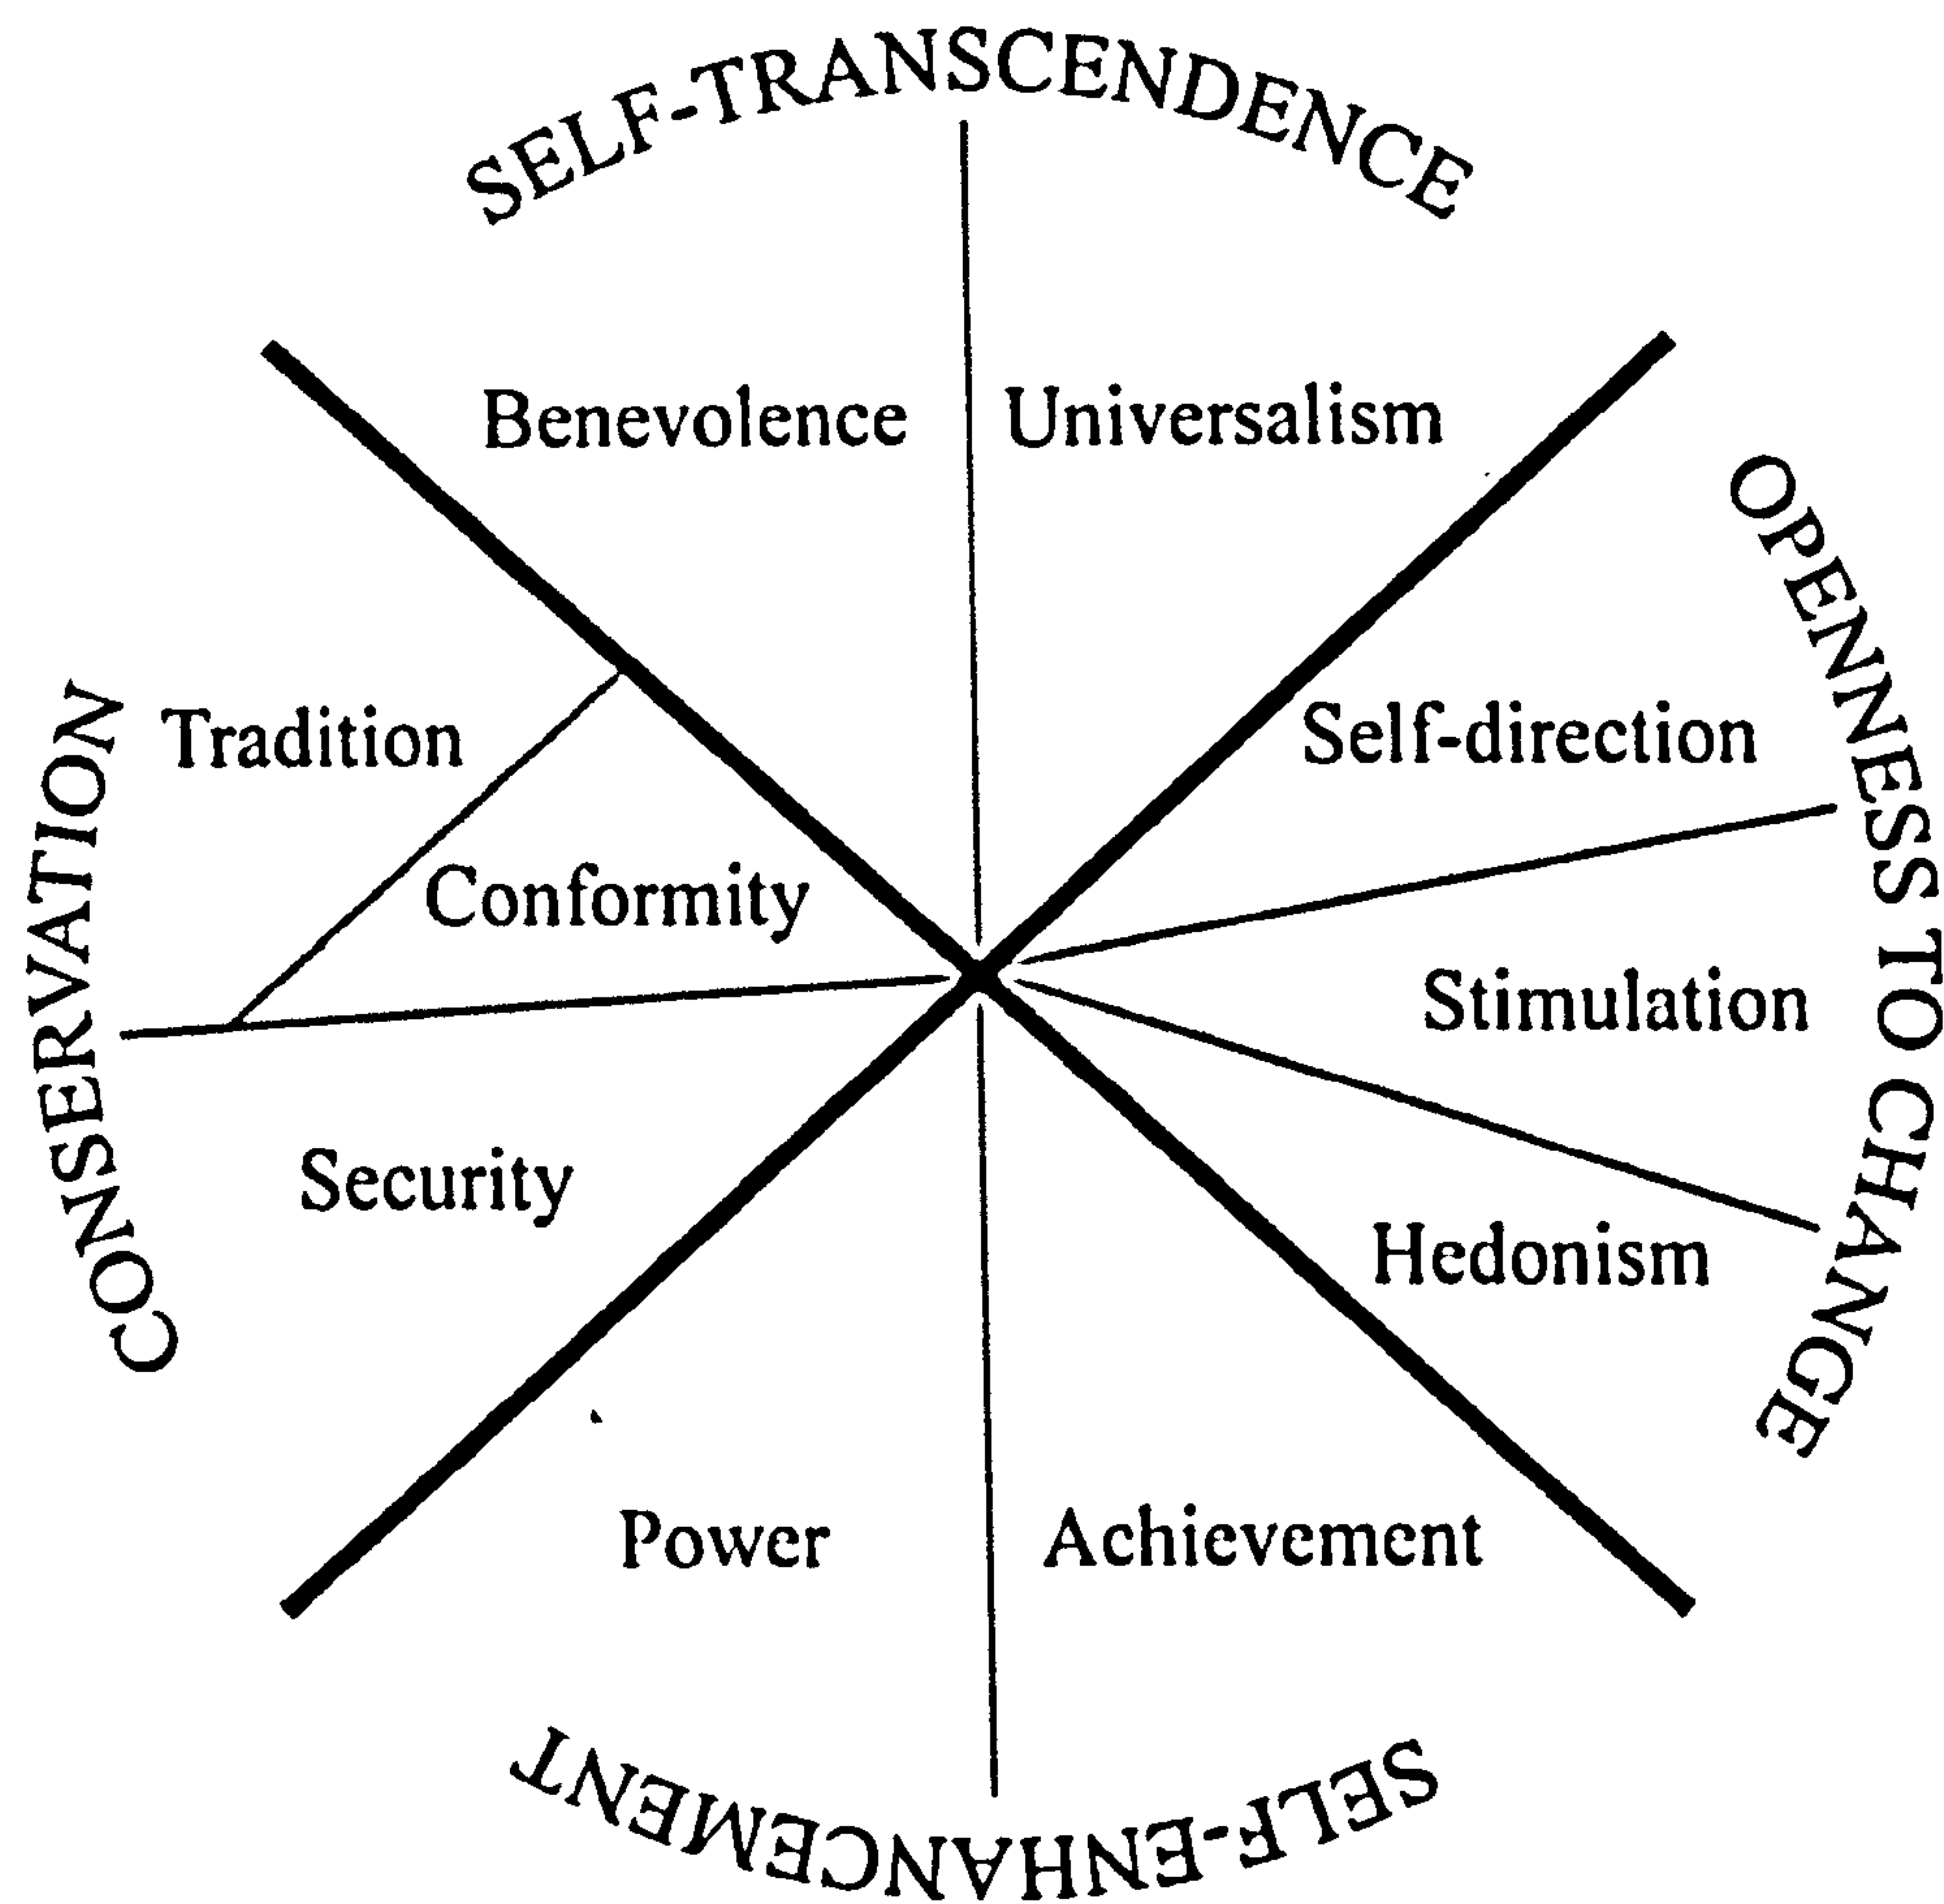 SELF-TRANSCENDENCE
Benevolence
Universalism
OPENNESS TO CHANGE
Tradition
Self-direction
CONSERVATION
Conformity
Stimulation
Security
Hedonism
Power
Achievement
SELF-ENHANCEMENT